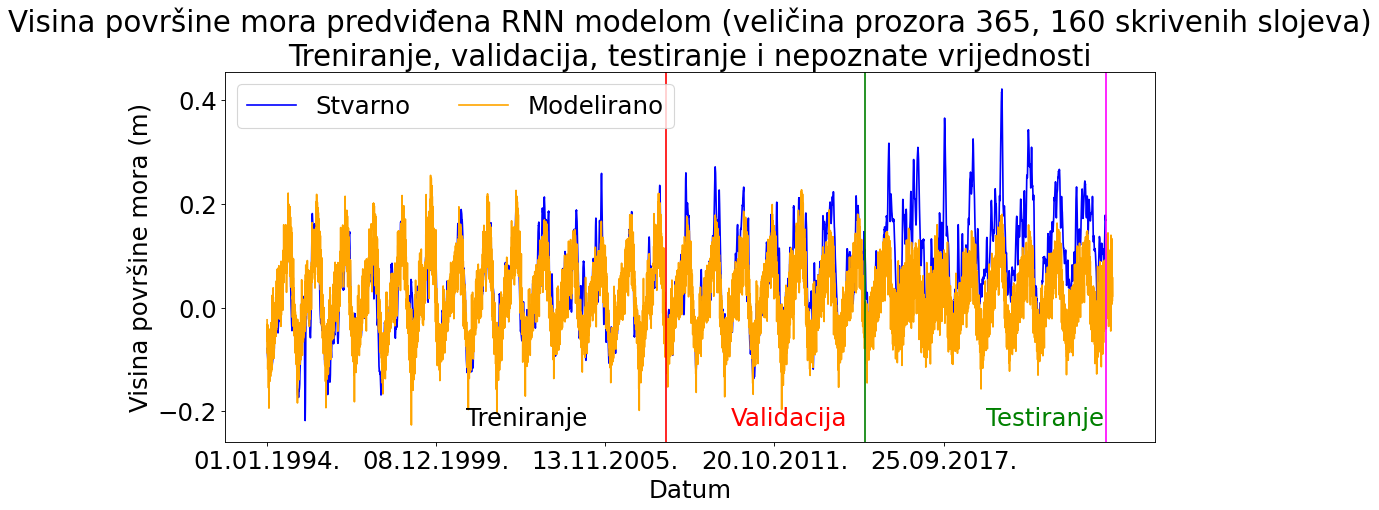 Visina površine mora predviđena RNN modelom (veličina prozora 365, 160 skrivenih slojeva)
Treniranje, validacija, testiranje i nepoznate vrijednosti
Stvarno
Modelirano
Visina površine mora (m)
0.4
0.2
0.0
−0.2
Treniranje
Validacija
Testiranje
01.01.1994.
08.12.1999.
13.11.2005.
20.10.2011.
25.09.2017.
Datum